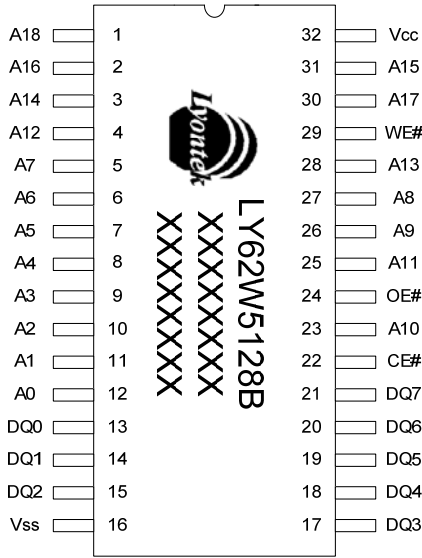 A18 1 32 Vcc
A16 2 31 A15
A14 3 30 A17
A12 4 29 WE#
A7 5 28 A13
A6 6 27 A8
A5 7 26 A9
A4 8 25 A11
A3 9 24 OE#
A2 10 23 A10
A1 11 22 CE#
A0 12 21 DQ7
DQ0 13 20 DQ6
DQ1 14 19 DQ5
DQ2 15 18 DQ4
Vss 16 17 DQ3
Lyontek
LY62W5128B
XXXXXXXX
XXXXXXXX